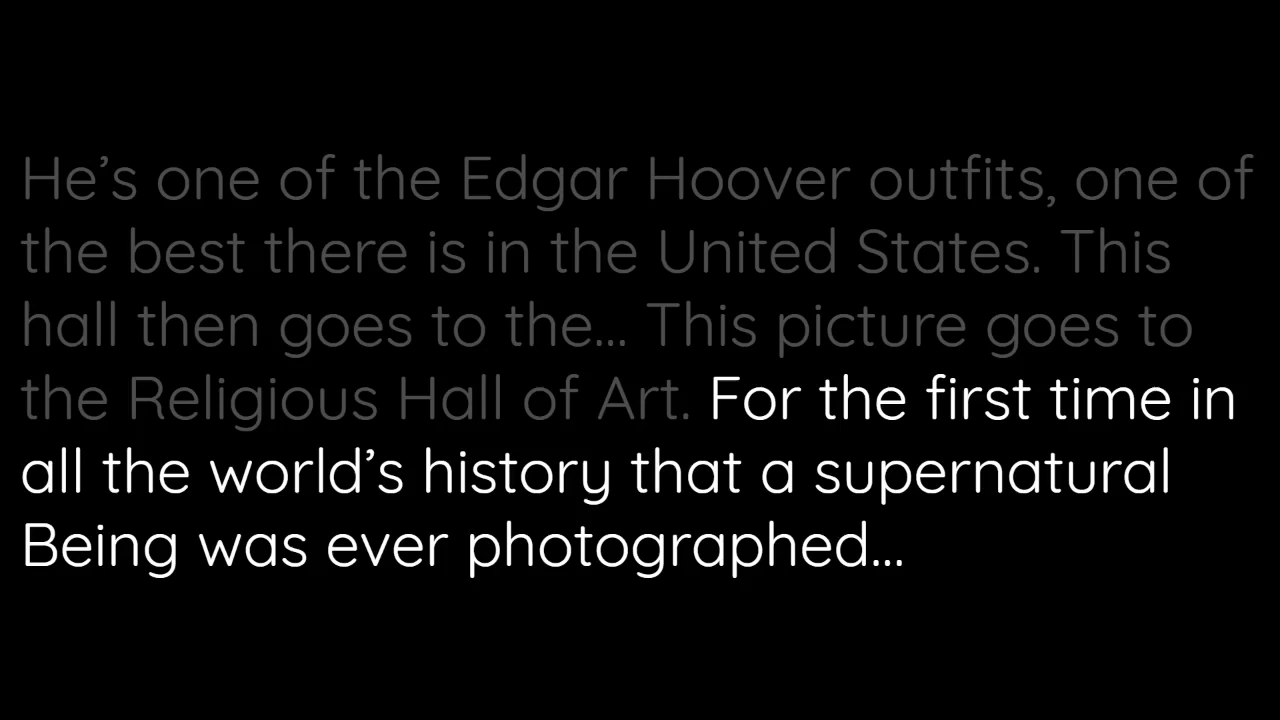 He’s one of the Edgar Hoover outfits, one of
the best there is in the United States. This
hall then goes to the... This picture goes to
the Religious Hall of Art. For the first time in
all the world’s history that a supernatural
Being was ever photographed...